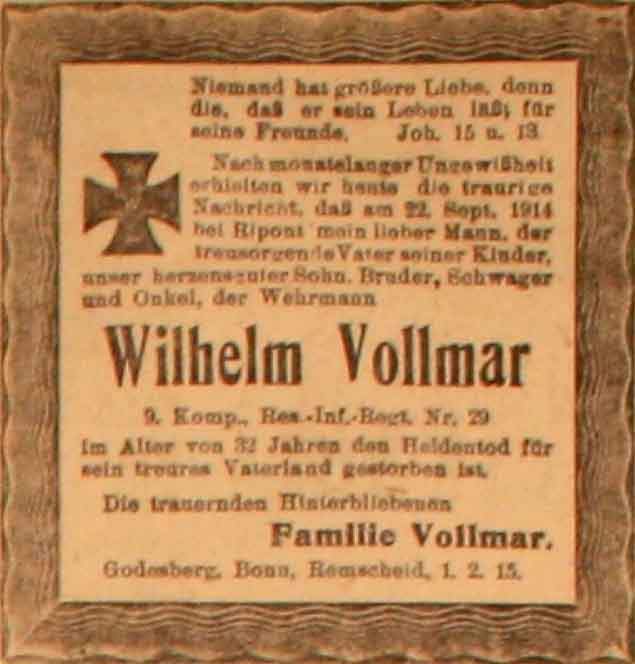 Niemand hat größere Liebe, denn
die, daß er sein Leben läßt für
seine Freunde. Joh. 15 u. 13
Nach monatelanger Ungewißheit
erhielten wir heute die traurige
Nachricht, daß am 22. Sept. 1914
bei Ripont mein lieber Mann, der
treusorgende Vater seiner Kinder,
unser herzensguter Sohn, Bruder, Schwager
und Onkel, der Wehrmann
Wilhelm Vollmar
9. Komp., Res.-Inf.-Regt. Nr. 29
im Alter von 32 Jahren den Heldentod für
sein treures Vaterland gestorben ist.
Die trauernden Hinterbliebenen
Familie Vollmar.
Godesberg, Bonn, Remscheid, 1. 2. 15.